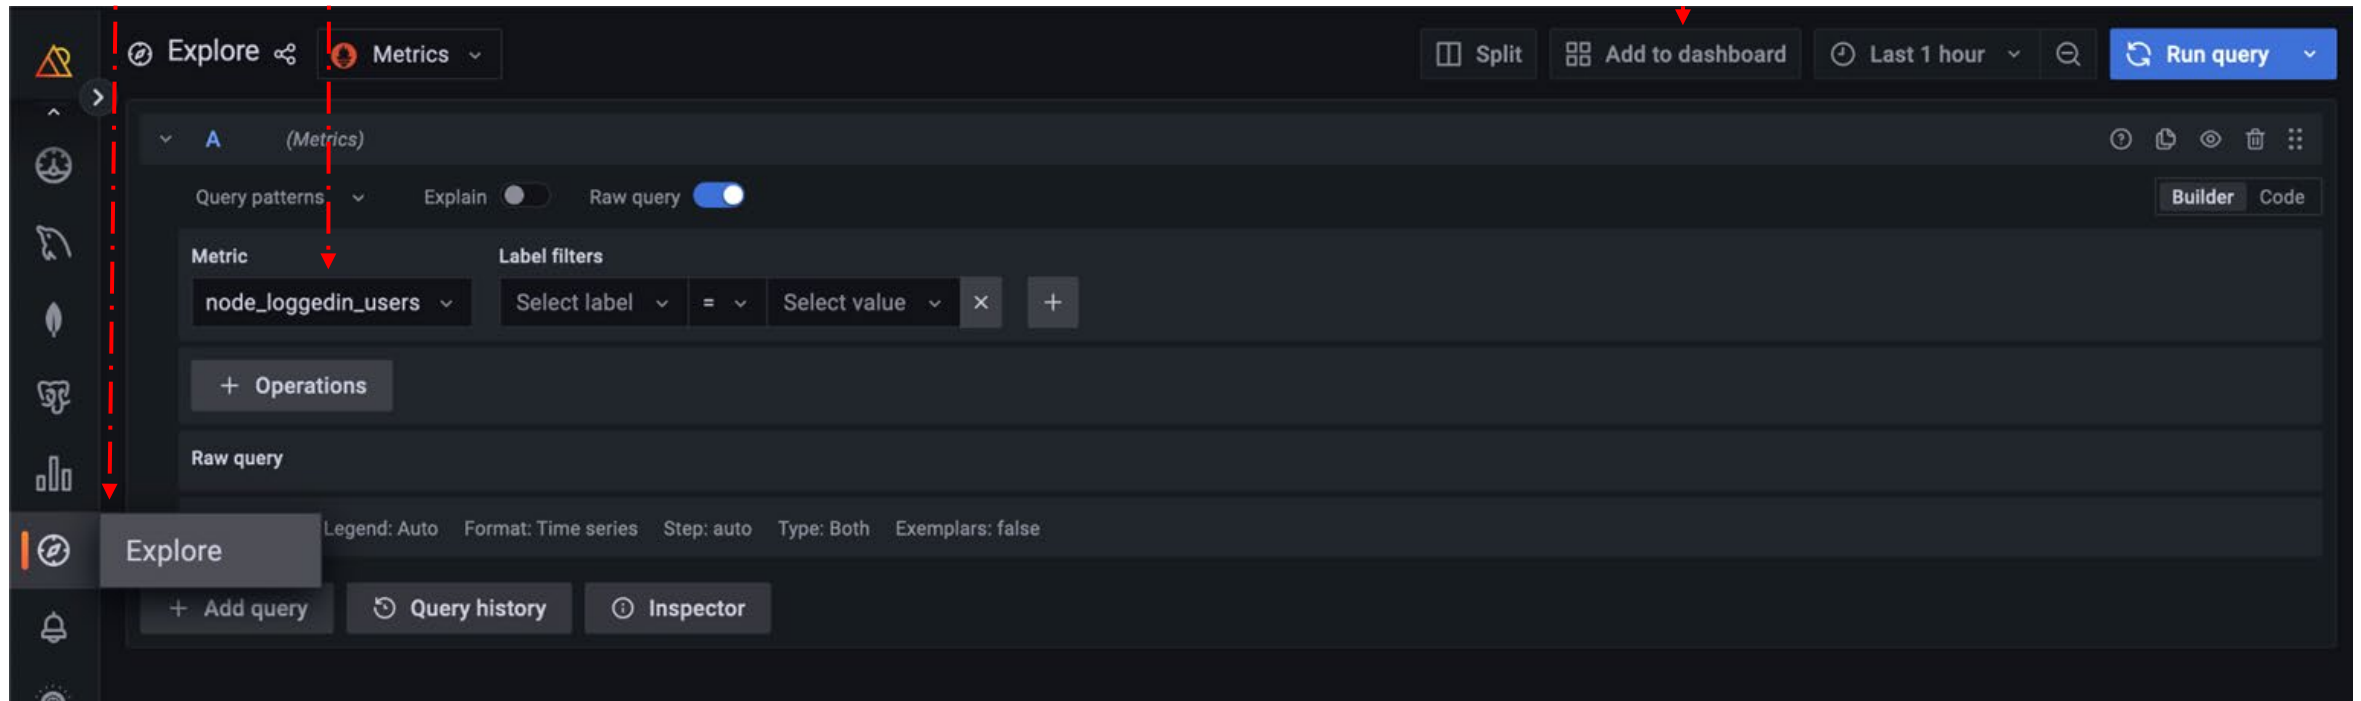 Explore Metrics Split Add to dashboard Last 1 hour Run query
A (Metrics)
Query patterns Explain Raw query Builder Code
Metric Label filters
node_loggedin_users Select label = Select value × +
+ Operations
Raw query
Legend: Auto Format: Time series Step: auto Type: Both Exemplars: false
Explore
+ Add query Query history Inspector